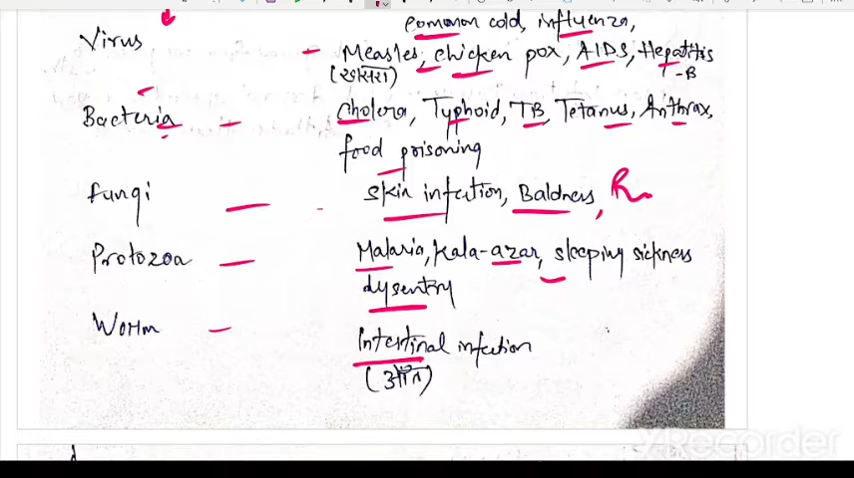 common cold, influenza,
Virus
- Measles, chicken pox, AIDS, Hepatitis
(खसरा) -B
Bacteria - Cholera, Typhoid, TB, Tetanus, Anthrax,
food poisoning
Fungi - Skin infection, Baldness, R
Protozoa - Malaria, Kala-azar, sleeping sickness
dysentry
Worm - Intestinal infection
XRecorder